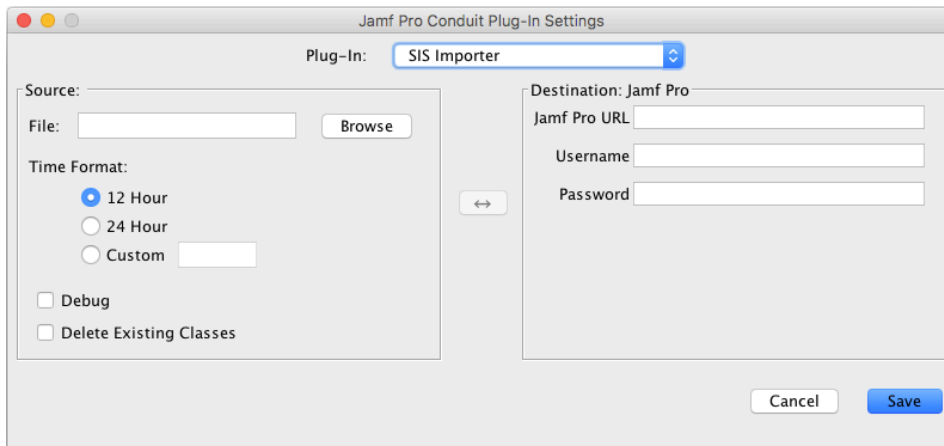 Jamf Pro Conduit Plug-In Settings
Plug-In: SIS Importer
Source:
File: Browse
Time Format:
12 Hour
24 Hour
Custom
Debug
Delete Existing Classes
↔
Destination: Jamf Pro
Jamf Pro URL
Username
Password
Cancel Save